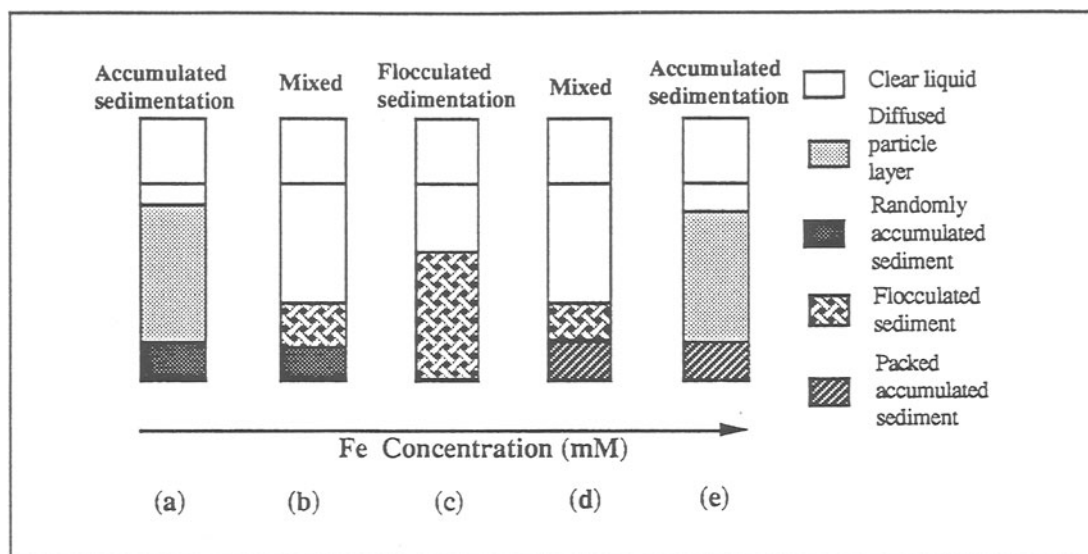 Accumulated
sedimentation
Mixed
Flocculated
sedimentation
Mixed
Accumulated
sedimentation
Clear liquid
Diffused
particle
layer
Randomly
accumulated
sediment
Flocculated
sediment
Packed
accumulated
sediment
Fe Concentration (mM)
(a) (b) (c) (d) (e)